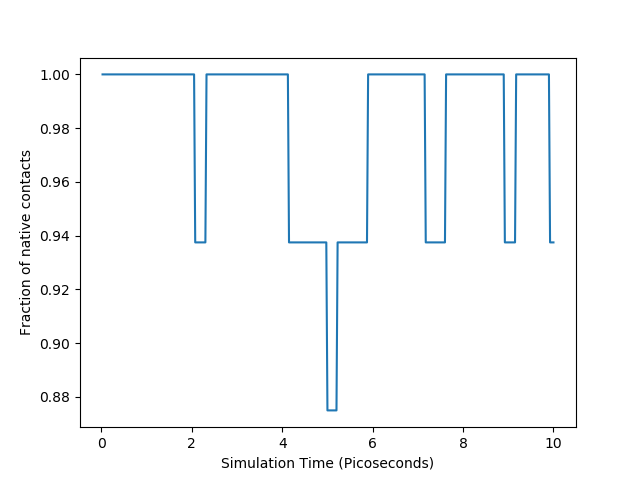 1.00
0.98
0.96
0.94
0.92
0.90
0.88
Fraction of native contacts
0 2 4 6 8 10
Simulation Time (Picoseconds)